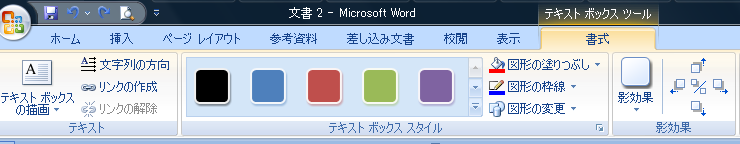 文書 2 - Microsoft Word
テキスト ボックス ツール
ホーム 挿入 ページ レイアウト 参考資料 差し込み文書 校閲 表示 書式
テキスト ボックス
の描画
文字列の方向
リンクの作成
リンクの解除
テキスト
図形の塗りつぶし
図形の枠線
図形の変更
テキスト ボックス スタイル
影効果
影効果